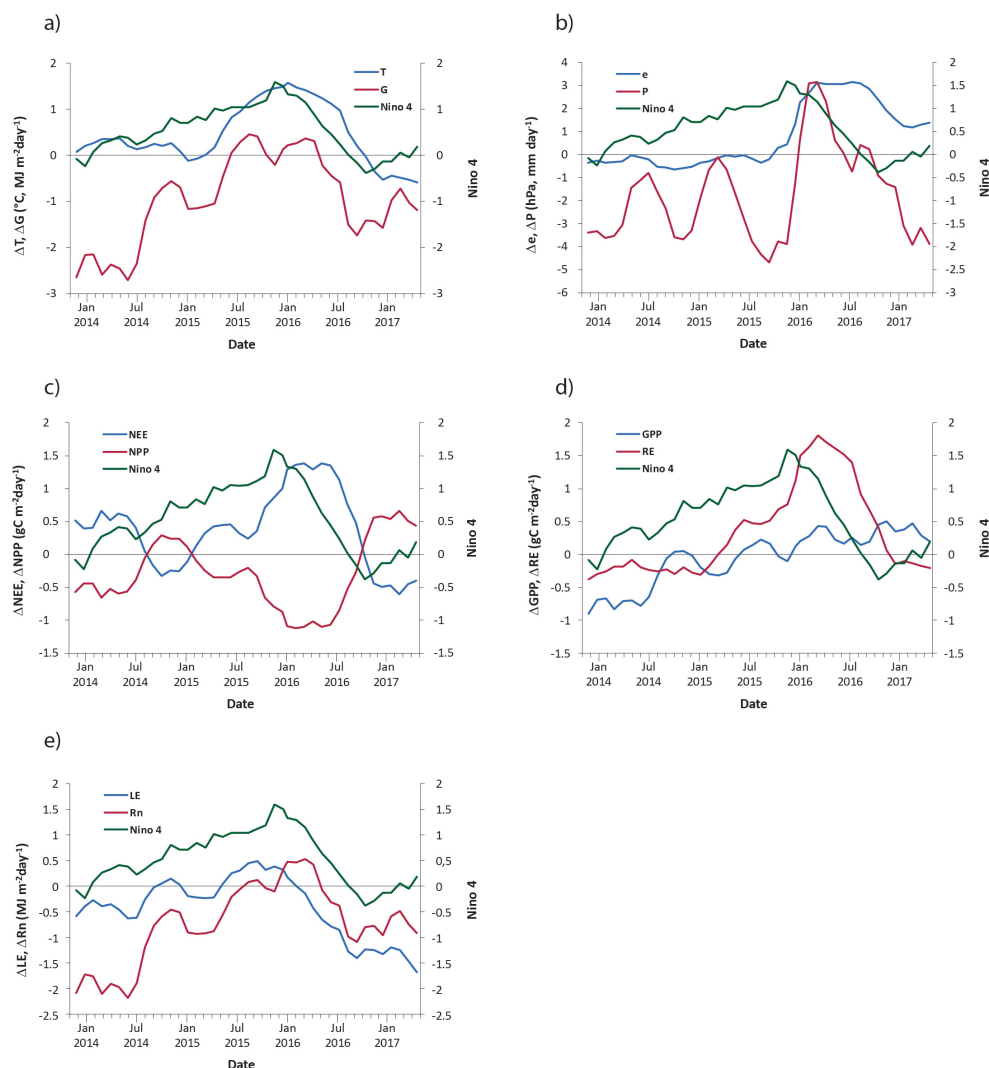 a)
2
1
0
-1
-2
-3
T
G
Nino 4
2
1
0
-1
-2
-3
ΔT, ΔG (°C, MJ m⁻²day⁻¹)
Nino 4
Jan Jul Jan Jul Jan Jul Jan
2014 2014 2015 2015 2016 2016 2017
Date
b)
4
3
2
1
0
-1
-2
-3
-4
-5
-6
e
P
Nino 4
2
1.5
1
0.5
0
-0.5
-1
-1.5
-2
-2.5
-3
Δe, ΔP (hPa, mm day⁻¹)
Nino 4
Jan Jul Jan Jul Jan Jul Jan
2014 2014 2015 2015 2016 2016 2017
Date
c)
2
1.5
1
0.5
0
-0.5
-1
-1.5
NEE
NPP
Nino 4
2
1.5
1
0.5
0
-0.5
-1
-1.5
ΔNEE, ΔNPP (gC m⁻²day⁻¹)
Nino 4
Jan Jul Jan Jul Jan Jul Jan
2014 2014 2015 2015 2016 2016 2017
Date
d)
2
1.5
1
0.5
0
-0.5
-1
-1.5
GPP
RE
Nino 4
2
1.5
1
0.5
0
-0.5
-1
-1.5
ΔGPP, ΔRE (gC m⁻²day⁻¹)
Nino 4
Jan Jul Jan Jul Jan Jul Jan
2014 2014 2015 2015 2016 2016 2017
Date
e)
2
1.5
1
0.5
0
-0.5
-1
-1.5
-2
-2.5
LE
Rn
Nino 4
2
1.5
1
0.5
0
-0.5
-1
-1.5
-2
-2.5
ΔLE, ΔRn (MJ m⁻²day⁻¹)
Nino 4
Jan Jul Jan Jul Jan Jul Jan
2014 2014 2015 2015 2016 2016 2017
Date